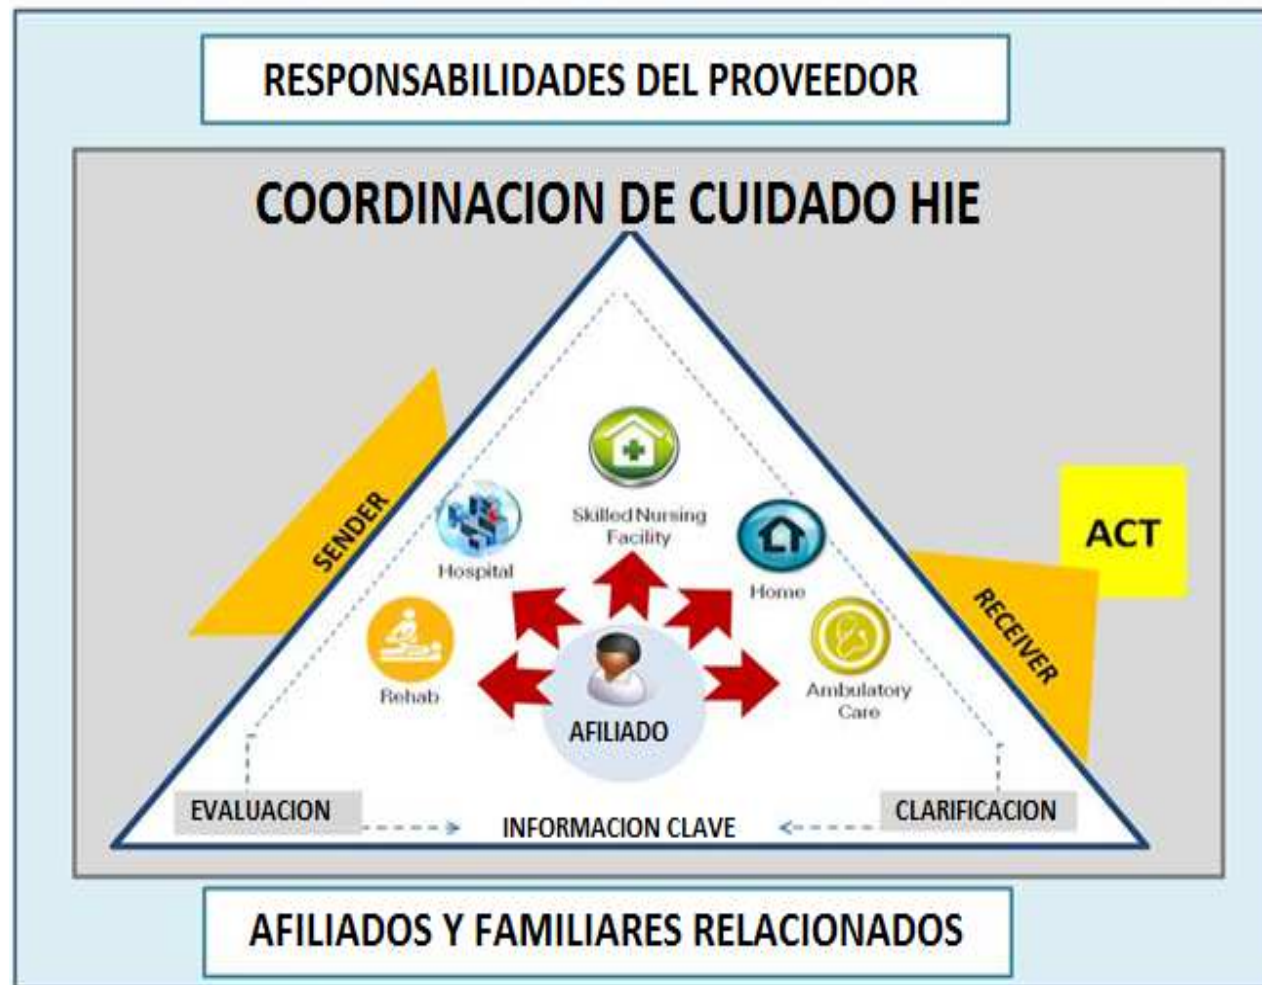 RESPONSABILIDADES DEL PROVEEDOR
COORDINACION DE CUIDADO HIE
SENDER
Skilled Nursing
Facility
Hospital
Home
ACT
RECEIVER
Rehab
Ambulatory
Care
AFILIADO
EVALUACION
CLARIFICACION
INFORMACION CLAVE
AFILIADOS Y FAMILIARES RELACIONADOS